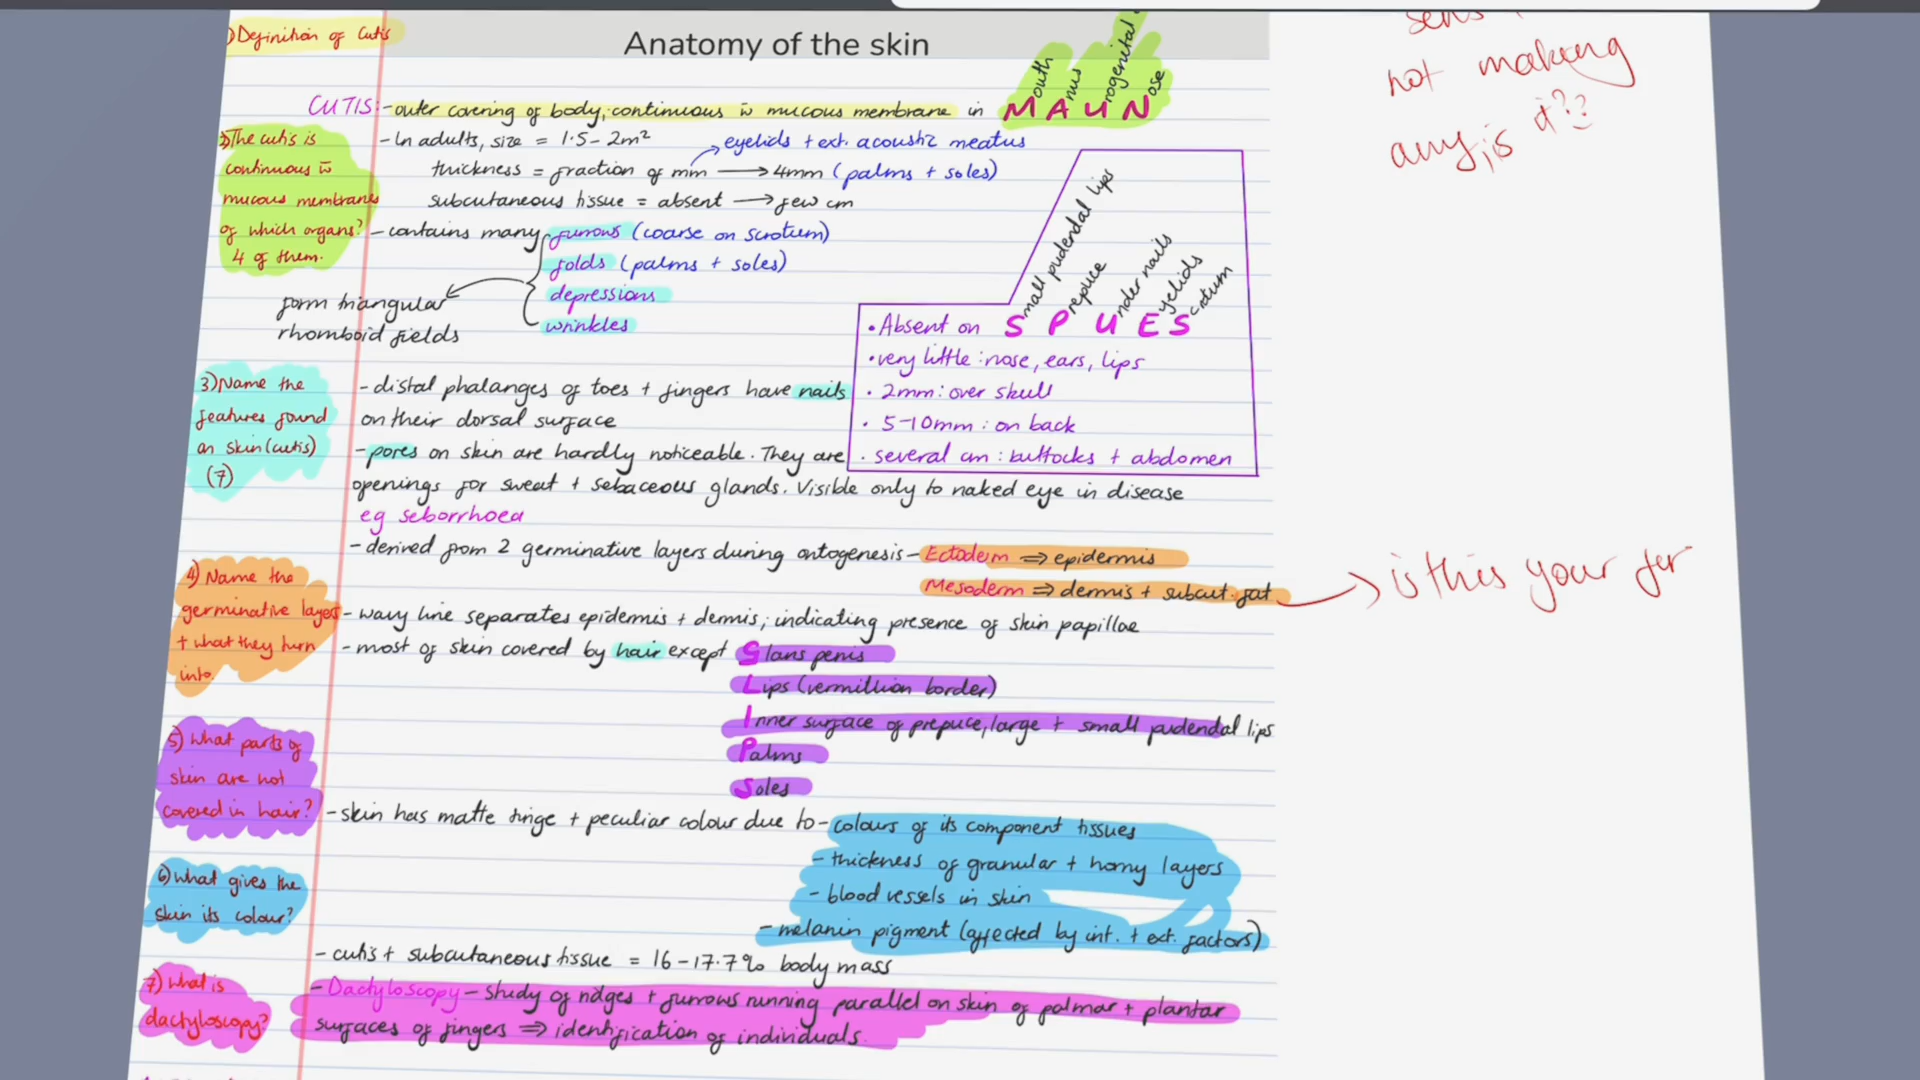 1) Definition of Cutis
Anatomy of the skin
outh
nus
rogenital
ose
CUTIS: - outer covering of body; continuous w̄ mucous membrane in M A U N
2) The cutis is
continuous w̄
mucous membranes
of which organs?
4 of them.
- In adults, size = 1.5 - 2m²
eyelids + ext. acoustic meatus
thickness = fraction of mm → 4mm (palms + soles)
subcutaneous tissue = absent → few cm
- contains many furrows (coarse on scrotum)
folds (palms + soles)
depressions
wrinkles
form triangular
rhomboid fields
mall pudendal lips
repuce
nder nails
yelids
crotum
• Absent on S P U E S
• very little : nose, ears, lips
• 2mm : over skull
• 5-10mm : on back
• several cm : buttocks + abdomen
3) Name the
features found
on skin (cutis)
(7)
- distal phalanges of toes + fingers have nails
on their dorsal surface
- pores on skin are hardly noticeable. They are
openings for sweat + sebaceous glands. Visible only to naked eye in disease
eg seborrhoea
- derived from 2 germinative layers during ontogenesis - Ectoderm ⇒ epidermis
Mesoderm ⇒ dermis + subcut. fat
4) Name the
germinative layers
+ what they turn
into.
- wavy line separates epidermis + dermis; indicating presence of skin papillae
- most of skin covered by hair except Glans penis
Lips (vermillion border)
Inner surface of prepuce, large + small pudendal lips
Palms
Soles
5) What parts of
skin are not
covered in hair?
- skin has matte tinge + peculiar colour due to - colours of its component tissues
- thickness of granular + horny layers
- blood vessels in skin
- melanin pigment (affected by int. + ext. factors)
6) What gives the
skin its colour?
- cutis + subcutaneous tissue = 16 - 17.7% body mass
7) What is
dactyloscopy?
- Dactyloscopy - study of ridges + furrows running parallel on skin of palmar + plantar
surfaces of fingers ⇒ identification of individuals.
not making
any, is it??
→ is this your fer